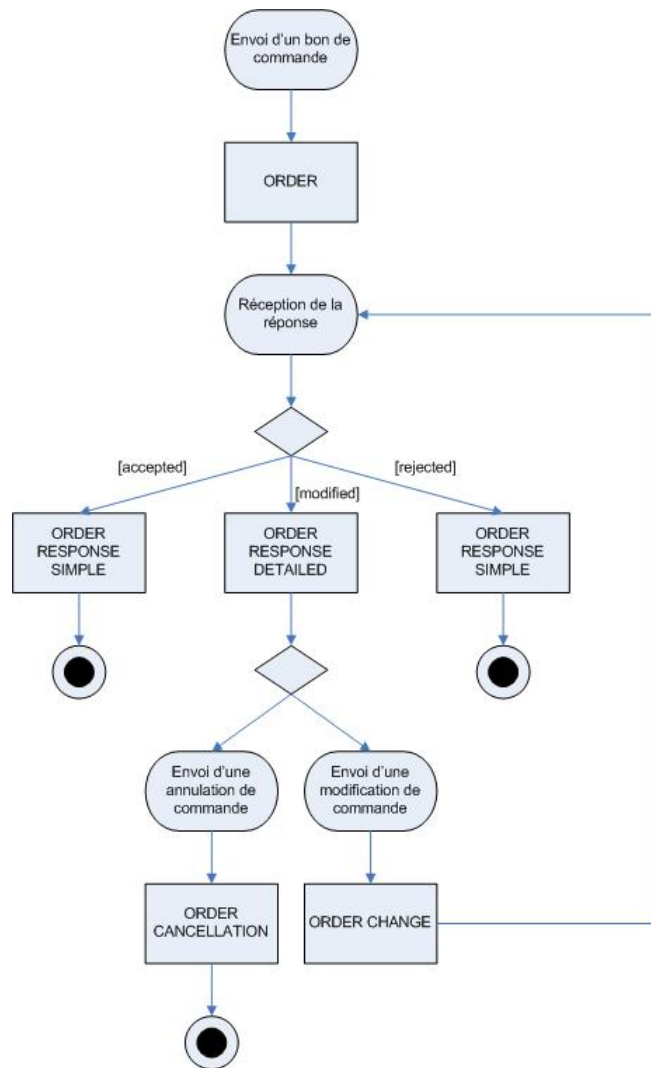 Envoi d'un bon de
commande
ORDER
Réception de la
réponse
[accepted]
[modified]
[rejected]
ORDER
RESPONSE
SIMPLE
ORDER
RESPONSE
DETAILED
ORDER
RESPONSE
SIMPLE
Envoi d'une
annulation de
commande
Envoi d'une
modification de
commande
ORDER
CANCELLATION
ORDER CHANGE